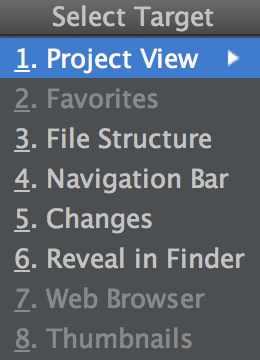 Select Target
1. Project View
2. Favorites
3. File Structure
4. Navigation Bar
5. Changes
6. Reveal in Finder
7. Web Browser
8. Thumbnails